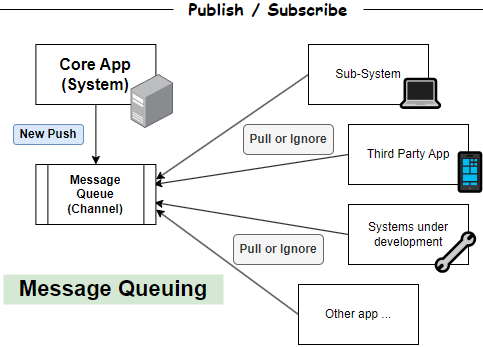 Publish / Subscribe
Core App
(System)
Sub-System
New Push
Pull or Ignore
Third Party App
Message
Queue
(Channel)
Systems under
development
Pull or Ignore
Message Queuing
Other app ...